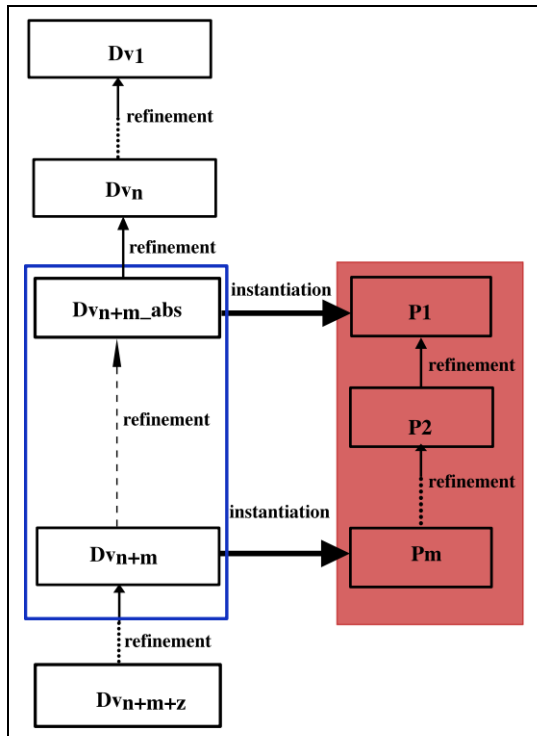 Dv1
refinement
Dvn
refinement
Dvn+m_abs
instantiation
P1
refinement
P2
refinement
refinement
instantiation
Dvn+m
Pm
refinement
Dvn+m+z